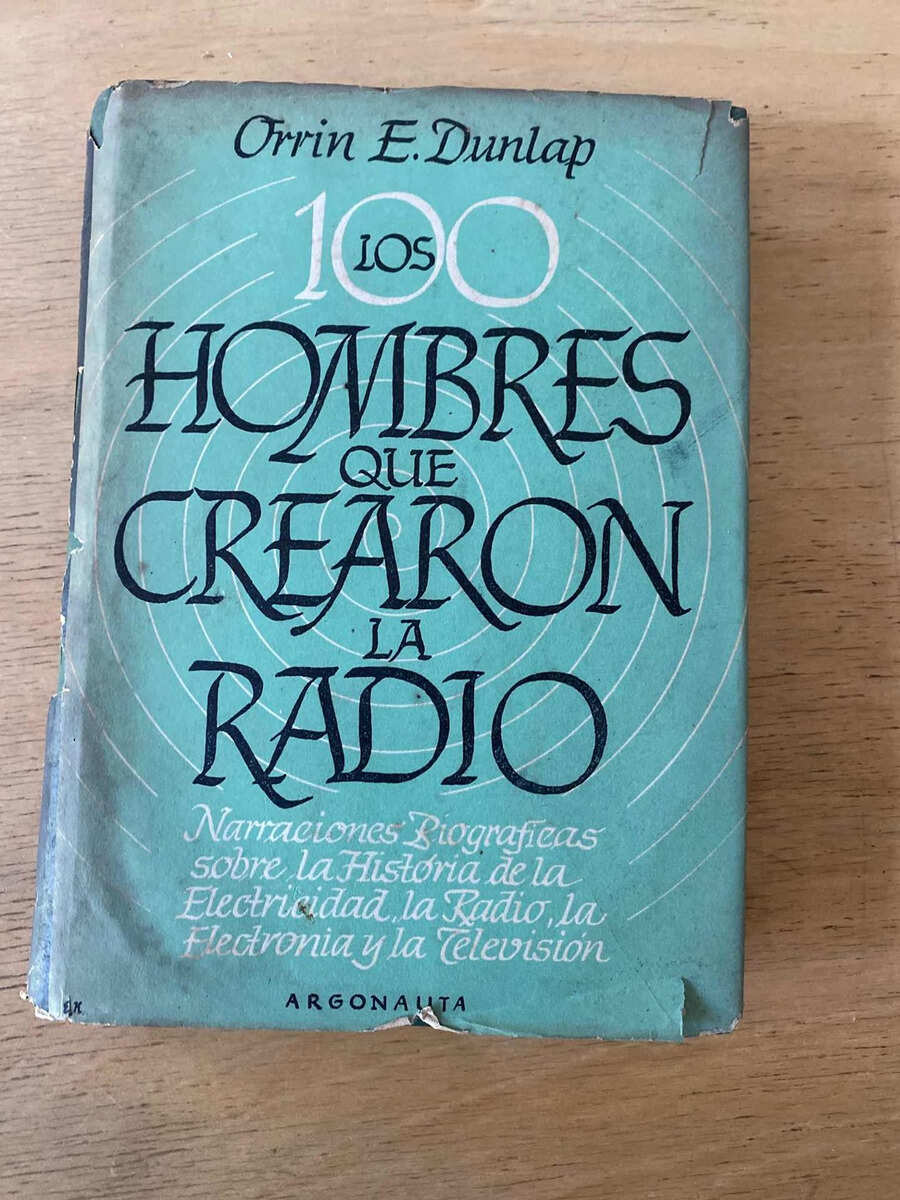 Orrin E. Dunlap
LOS 100
HOMBRES
QUE
CREARON
LA
RADIO
Narraciones Biograficas
sobre la História de la
Electricidad, la Radio, la
Electronia y la Televisión
ARGONAUTA